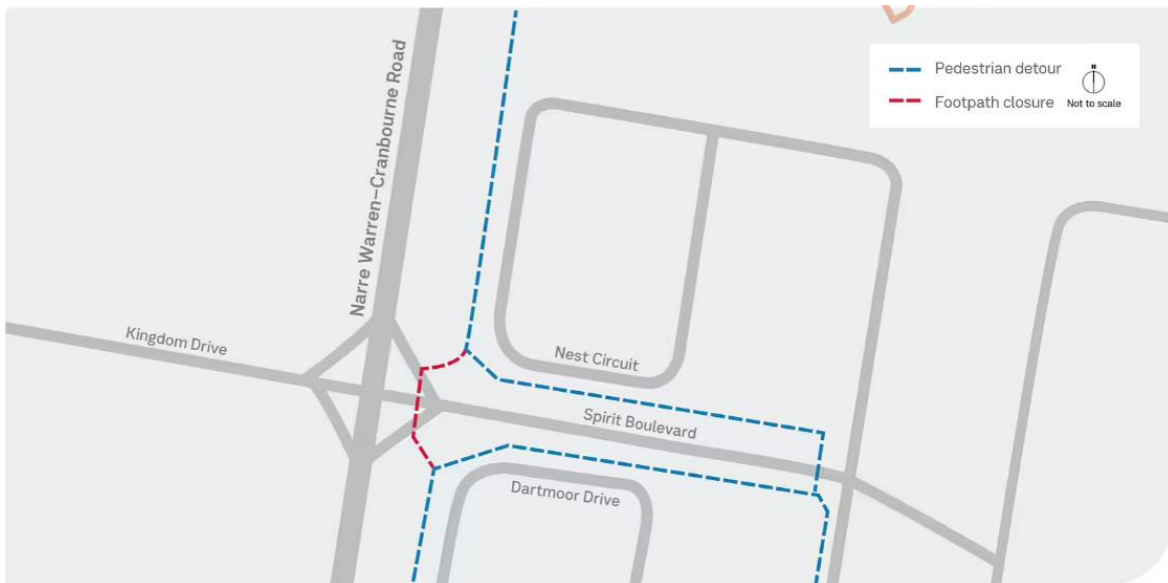 Pedestrian detour
Footpath closure
N
Not to scale
Narre Warren–Cranbourne Road
Kingdom Drive
Nest Circuit
Spirit Boulevard
Dartmoor Drive